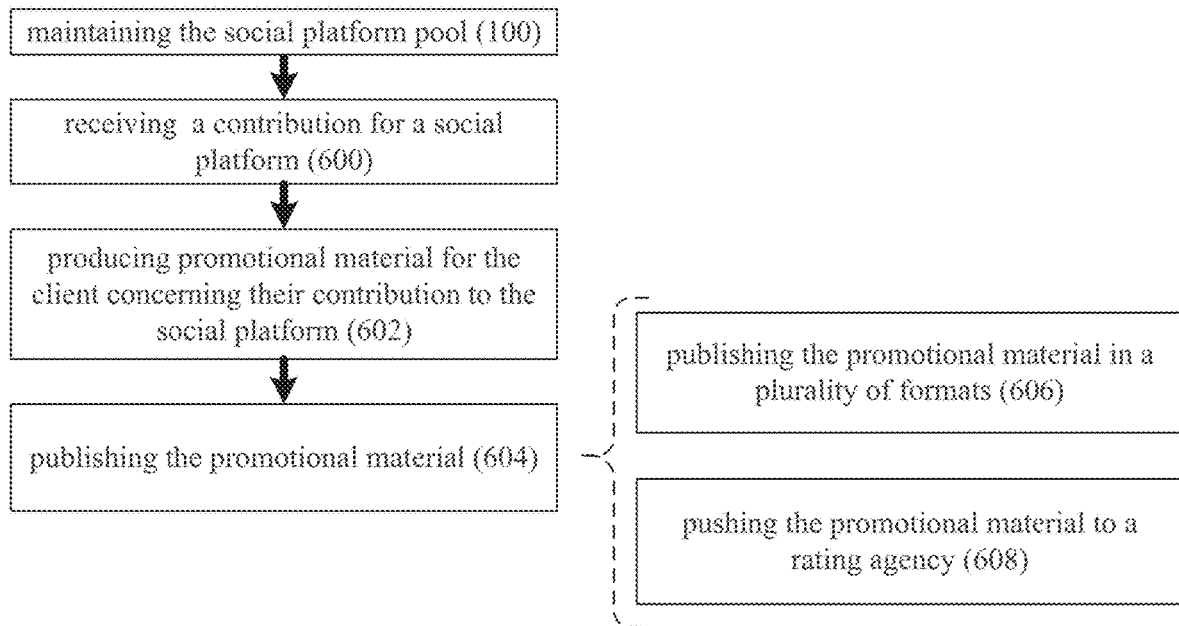 maintaining the social platform pool (100)
receiving a contribution for a social
platform (600)
producing promotional material for the
client concerning their contribution to the
social platform (602)
publishing the promotional material (604)
publishing the promotional material in a
plurality of formats (606)
pushing the promotional material to a
rating agency (608)